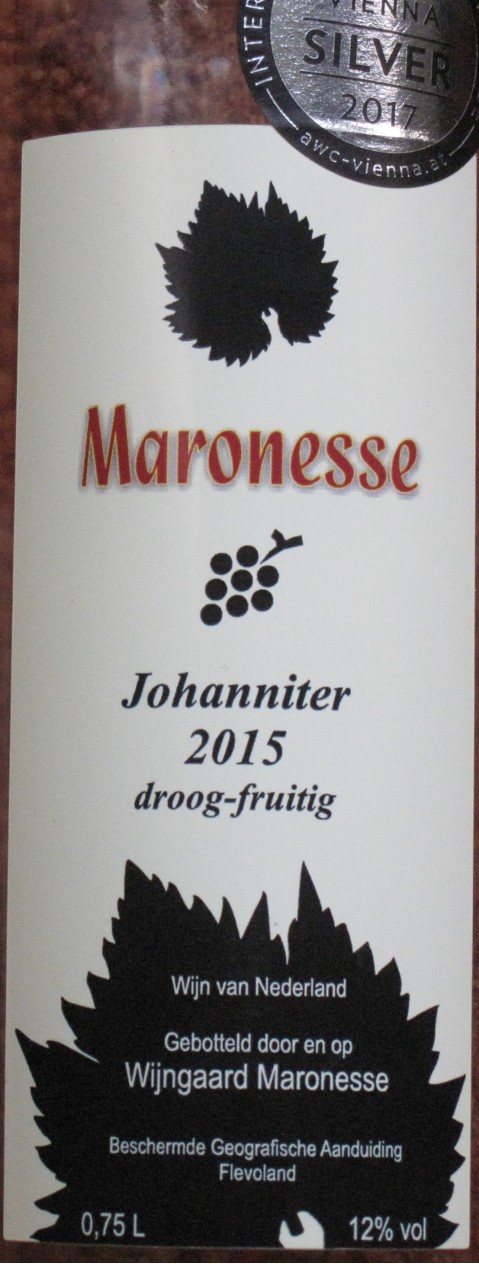 VIENNA
SILVER
2017
awc-vienna.at
Maronesse
Johanniter
2015
droog-fruitig
Wijn van Nederland
Gebotteld door en op
Wijngaard Maronesse
Beschermde Geografische Aanduiding
Flevoland
0,75 L 12% vol